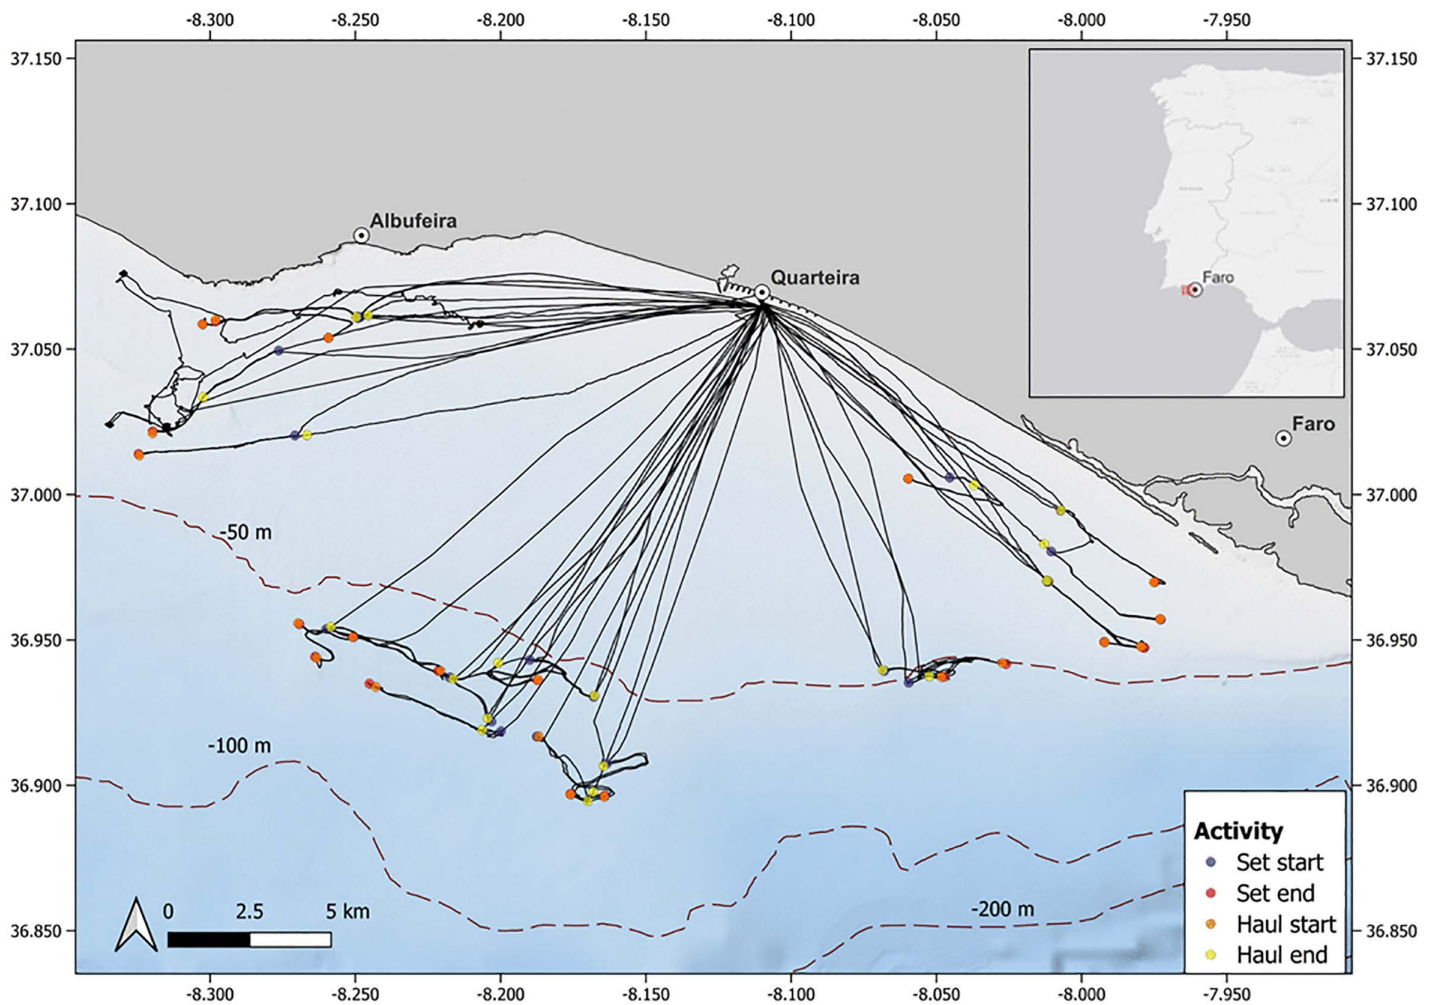 -8.300 -8.250 -8.200 -8.150 -8.100 -8.050 -8.000 -7.950
37.150 37.150
37.100 37.100
Albufeira
Quarteira
Faro
37.050 37.050
Faro
37.000 37.000
-50 m
36.950 36.950
-100 m
36.900 36.900
Activity
Set start
Set end
Haul start
Haul end
0 2.5 5 km
-200 m
36.850 36.850
-8.300 -8.250 -8.200 -8.150 -8.100 -8.050 -8.000 -7.950